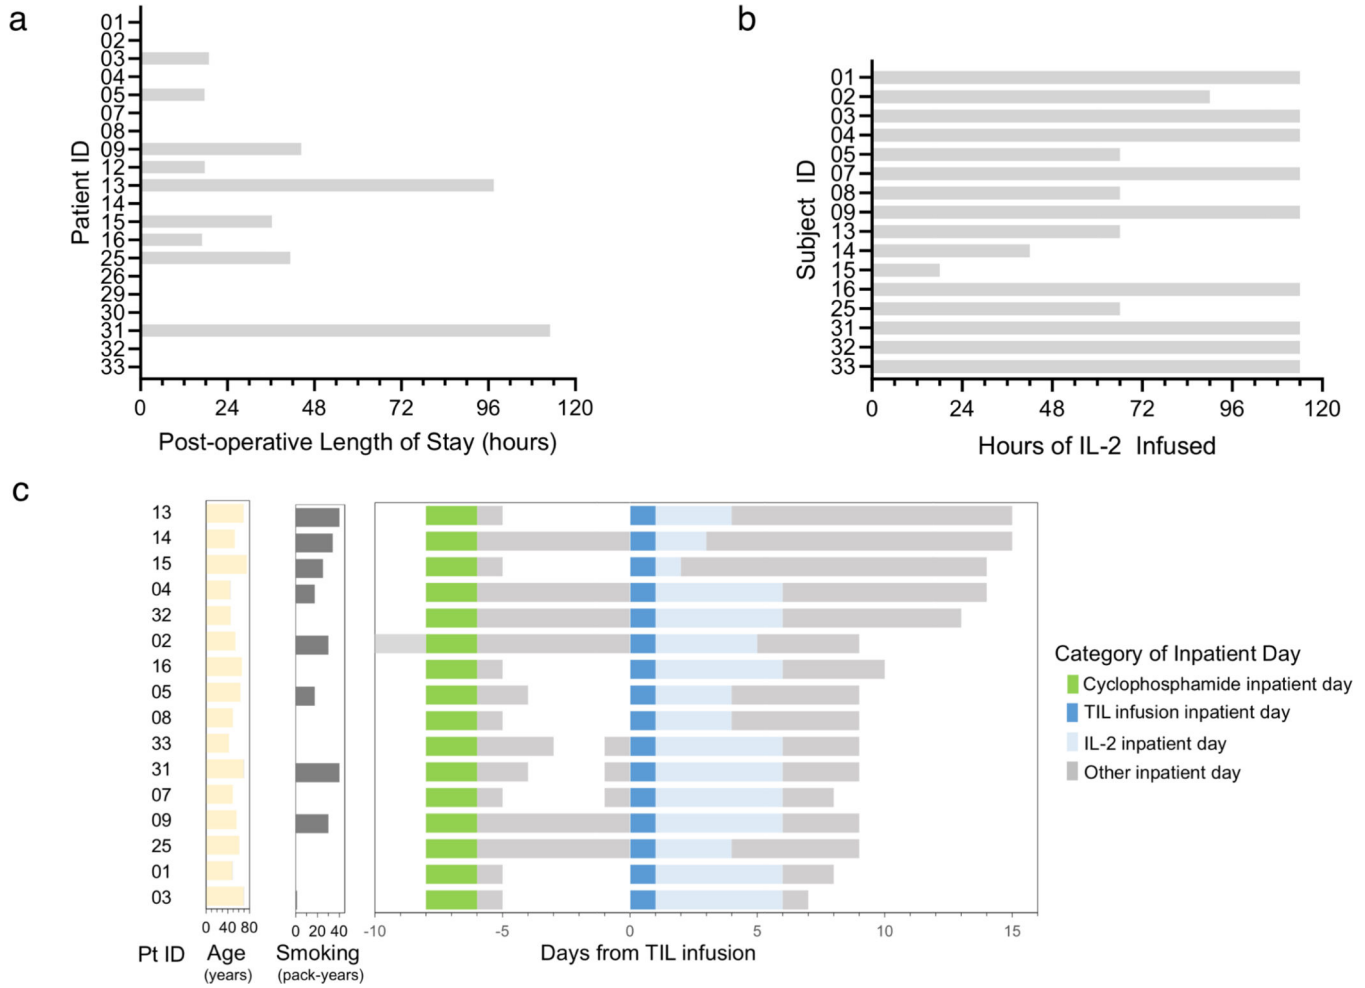 a
01
02
03
04
05
07
08
09
12
13
14
15
16
25
26
29
30
31
32
33
Patient ID
0 24 48 72 96 120
Post-operative Length of Stay (hours)
b
01
02
03
04
05
07
08
09
13
14
15
16
25
31
32
33
Subject ID
0 24 48 72 96 120
Hours of IL-2 Infused
c
13
14
15
04
32
02
16
05
08
33
31
07
09
25
01
03
Pt ID
0 40 80
Age
(years)
0 20 40
Smoking
(pack-years)
-10 -5 0 5 10 15
Days from TIL infusion
Category of Inpatient Day
Cyclophosphamide inpatient day
TIL infusion inpatient day
IL-2 inpatient day
Other inpatient day